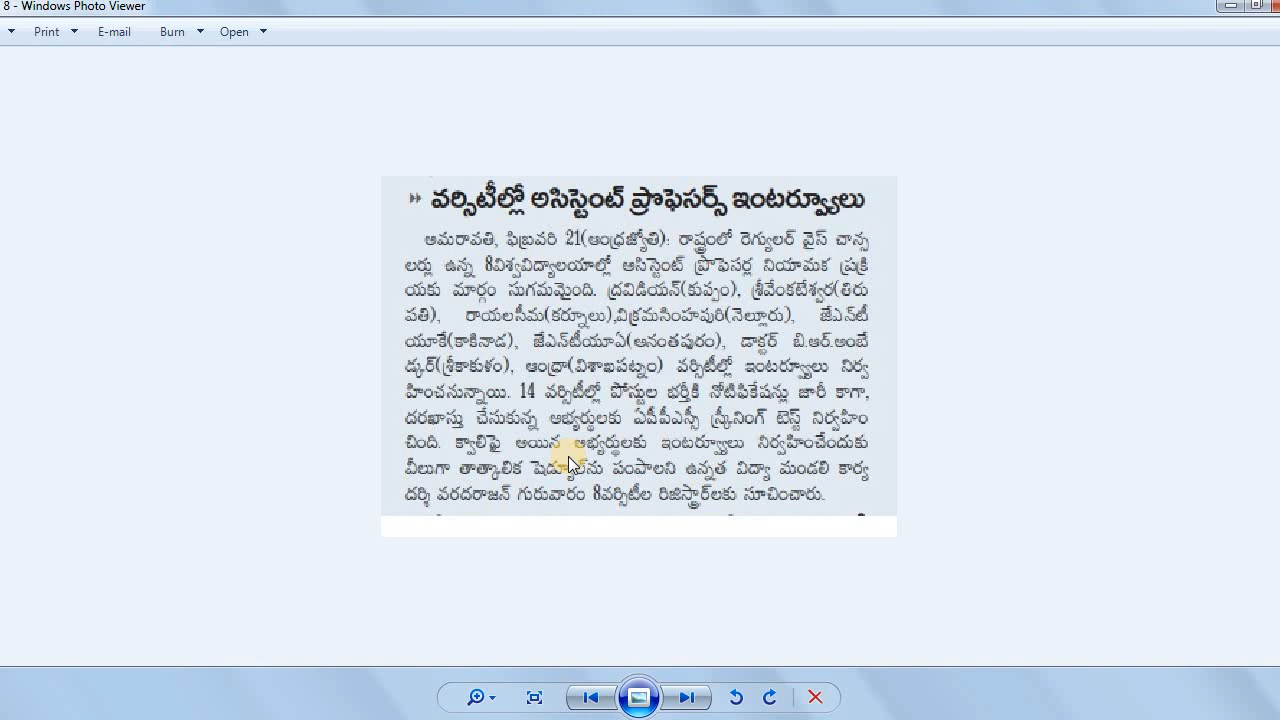 8 - Windows Photo Viewer
Print E-mail Burn Open
వర్సిటీల్లో అసిస్టెంట్ ప్రొఫెసర్స్ ఇంటర్వ్యూలు
అమరావతి, ఫిబ్రవరి 21(ఆంధ్రజ్యోతి): రాష్ట్రంలో రెగ్యులర్ వైస్ చాన్స
లర్లు ఉన్న 8విశ్వవిద్యాలయాల్లో అసిస్టెంట్ ప్రొఫెసర్ల నియామక ప్రక్రి
యకు మార్గం సుగమమైంది. ద్రవిడియన్(కుప్పం), శ్రీవేంకటేశ్వర(తిరు
పతి), రాయలసీమ(కర్నూలు),విక్రమసింహపురి(నెల్లూరు), జేఎన్‌టీ
యూకే(కాకినాడ), జేఎన్‌టీయూఏ(అనంతపురం), డాక్టర్ బి.ఆర్.అంబే
డ్కర్(శ్రీకాకుళం), ఆంధ్రా(విశాఖపట్నం) వర్సిటీల్లో ఇంటర్వ్యూలు నిర్వ
హించనున్నాయి. 14 వర్సిటీల్లో పోస్టుల భర్తీకి నోటిఫికేషన్లు జారీ కాగా,
దరఖాస్తు చేసుకున్న అభ్యర్థులకు ఏపీపీఎస్సీ స్ర్కీనింగ్ టెస్ట్ నిర్వహిం
చింది. క్వాలిఫై అయిన అభ్యర్థులకు ఇంటర్వ్యూలు నిర్వహించేందుకు
వీలుగా తాత్కాలిక షెడ్యూల్‌ను పంపాలని ఉన్నత విద్యా మండలి కార్య
దర్శి వరదరాజన్ గురువారం 8వర్సిటీల రిజిస్ట్రార్‌లకు సూచించారు.